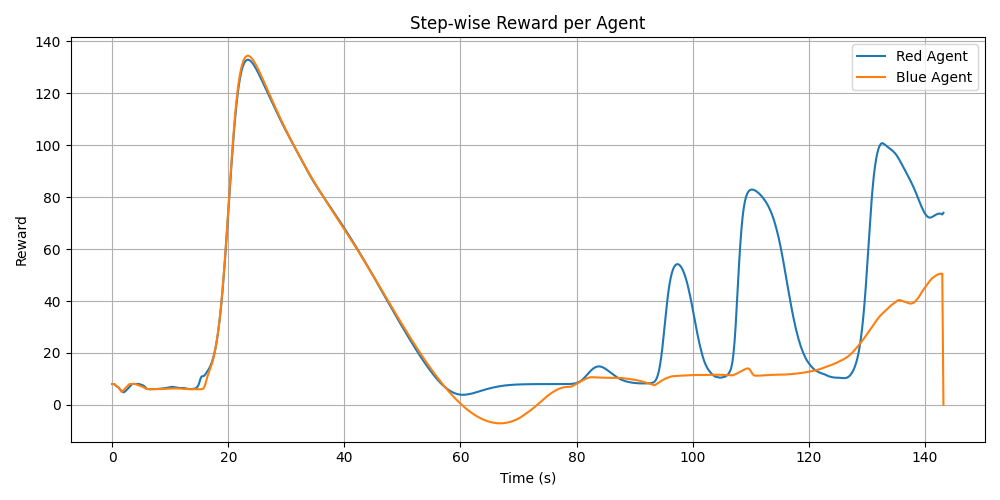 Step-wise Reward per Agent
140
120
100
80
60
40
20
0
Reward
Red Agent
Blue Agent
0 20 40 60 80 100 120 140
Time (s)